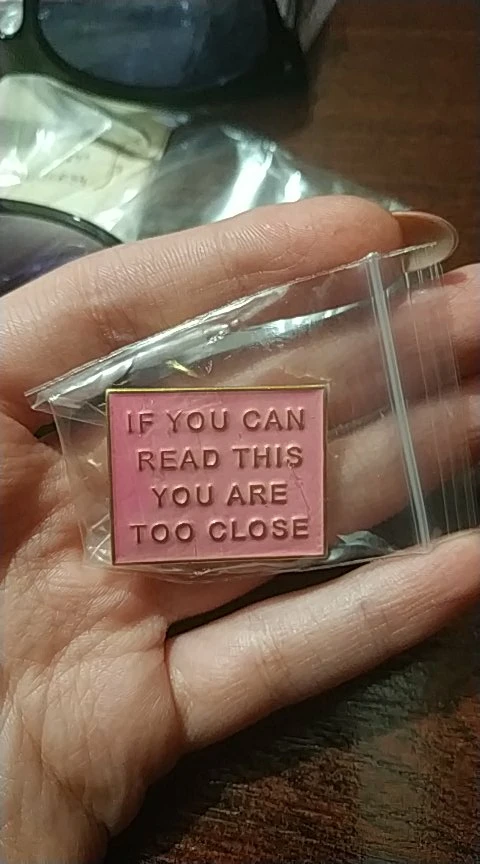 IF YOU CAN
READ THIS
YOU ARE
TOO CLOSE